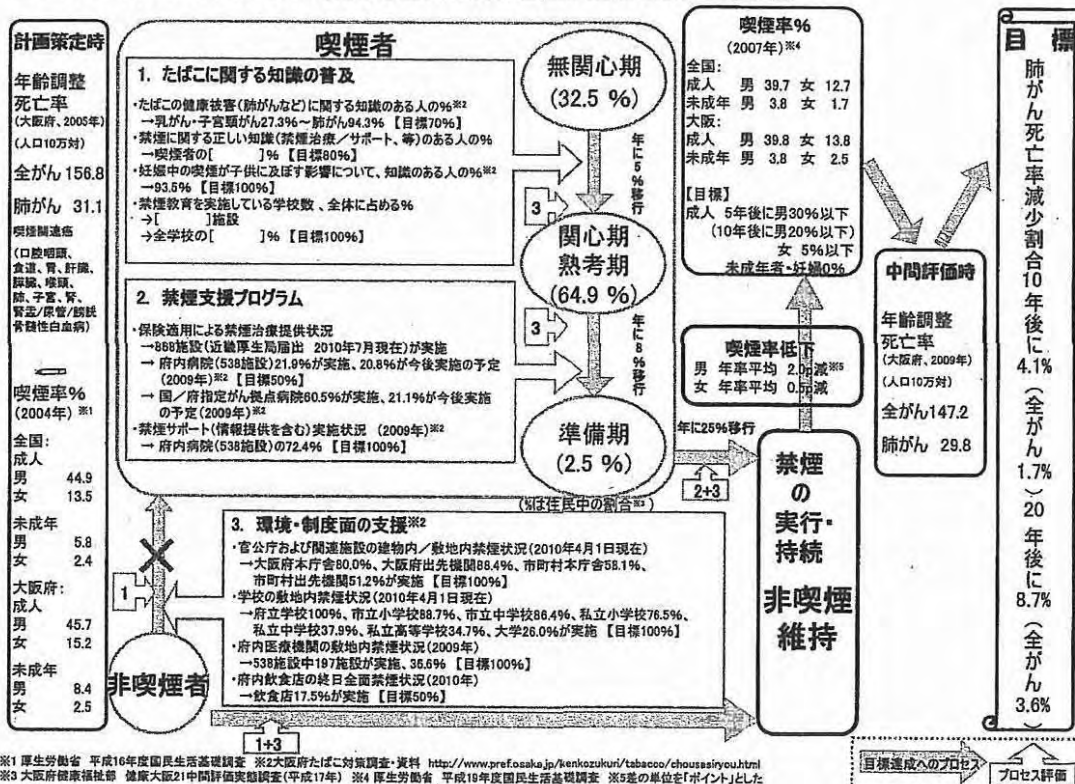 計画策定時
年齢調整
死亡率
(大阪府、2005年)
(人口10万対)
全がん 156.8
肺がん 31.1
喫煙関連癌
(口腔咽頭、
食道、胃、肝臓、
膵臓、喉頭、
肺、子宮、腎、
腎盂/尿管/膀胱
骨髄性白血病)
喫煙率%
(2004年) ※1
全国:
成人
男 44.9
女 13.5
未成年
男 5.8
女 2.4
大阪府:
成人
男 45.7
女 15.2
未成年
男 8.4
女 2.5
喫煙者
1. たばこに関する知識の普及
・たばこの健康被害(肺がんなど)に関する知識のある人の%※2
→乳がん・子宮頸がん27.3%~肺がん94.3% 【目標70%】
・禁煙に関する正しい知識(禁煙治療/サポート、等)のある人の%
→喫煙者の[ ]% 【目標80%】
・妊娠中の喫煙が子供に及ぼす影響について、知識のある人の%※2
→93.5% 【目標100%】
・禁煙教育を実施している学校数、全体に占める%
→[ ]施設
→全学校の[ ]% 【目標100%】
2. 禁煙支援プログラム
・保険適用による禁煙治療提供状況
→868施設(近畿厚生局届出 2010年7月現在)が実施
→ 府内病院(538施設)21.9%が実施、20.8%が今後実施の予定
(2009年)※2 【目標50%】
→ 国/府指定がん拠点病院60.5%が実施、21.1%が今後実施
の予定(2009年)※2
・禁煙サポート(情報提供を含む)実施状況 (2009年)※2
→ 府内病院(538施設)の72.4% 【目標100%】
無関心期
(32.5 %)
年に5%移行
3
関心期
熟考期
(64.9 %)
3
年に8%移行
準備期
(2.5 %)
(%は住民中の割合※3)
年に25%移行
2+3
3. 環境・制度面の支援※2
・官公庁および関連施設の建物内/敷地内禁煙状況(2010年4月1日現在)
→大阪府本庁舎80.0%、大阪府出先機関88.4%、市町村本庁舎58.1%、
市町村出先機関51.2%が実施 【目標100%】
・学校の敷地内禁煙状況(2010年4月1日現在)
→府立学校100%、市立小学校88.7%、市立中学校86.4%、私立小学校76.5%、
私立中学校37.9%、私立高等学校34.7%、大学26.0%が実施 【目標100%】
・府内医療機関の敷地内禁煙状況(2009年)
→538施設中197施設が実施、36.6% 【目標100%】
・府内飲食店の終日全面禁煙状況(2010年)
→飲食店17.5%が実施 【目標50%】
1
非喫煙者
1+3
喫煙率%
(2007年)※4
全国:
成人 男 39.7 女 12.7
未成年 男 3.8 女 1.7
大阪:
成人 男 39.8 女 13.8
未成年 男 3.8 女 2.5
【目標】
成人 5年後に男30%以下
(10年後に男20%以下)
女 5%以下
未成年者・妊婦0%
喫煙率低下
男 年率平均 2.0p減※5
女 年率平均 0.5p減
禁煙
の
実行・
持続
非喫煙
維持
中間評価時
年齢調整
死亡率
(大阪府、2009年)
(人口10万対)
全がん147.2
肺がん 29.8
目標
肺がん死亡率減少割合10年後に4.1%(全がん1.7%)20年後に8.7%(全がん3.6%)
※1 厚生労働省 平成16年度国民生活基礎調査 ※2大阪府たばこ対策調査・資料 http://www.pref.osaka.jp/kenkozukuri/tabacco/chousasiryou.html
※3 大阪府健康福祉部 健康大阪21中間評価実態調査(平成17年) ※4 厚生労働省 平成19年度国民生活基礎調査 ※5差の単位を「ポイント」とした
目標達成へのプロセス
プロセス評価